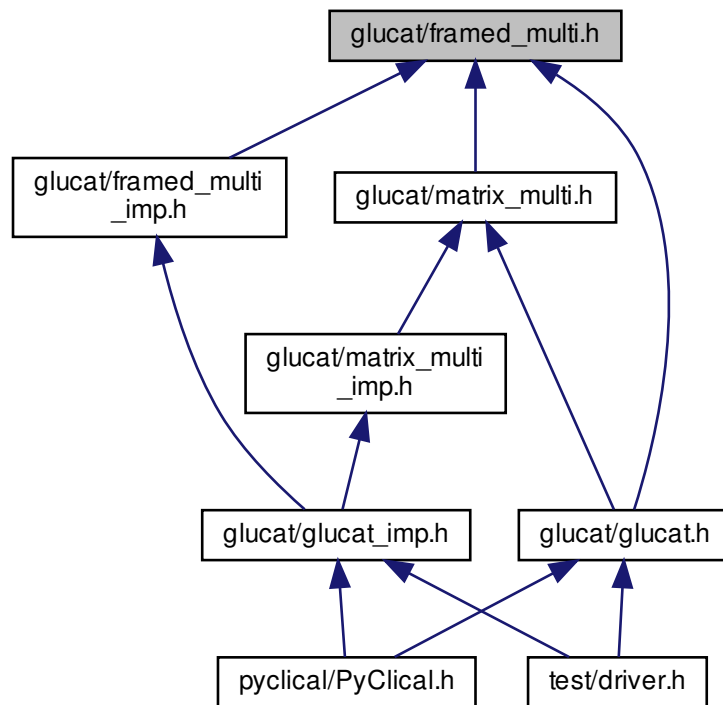 glucat/framed_multi.h
glucat/framed_multi
_imp.h
glucat/matrix_multi.h
glucat/matrix_multi
_imp.h
glucat/glucat_imp.h
glucat/glucat.h
pyclical/PyClical.h
test/driver.h